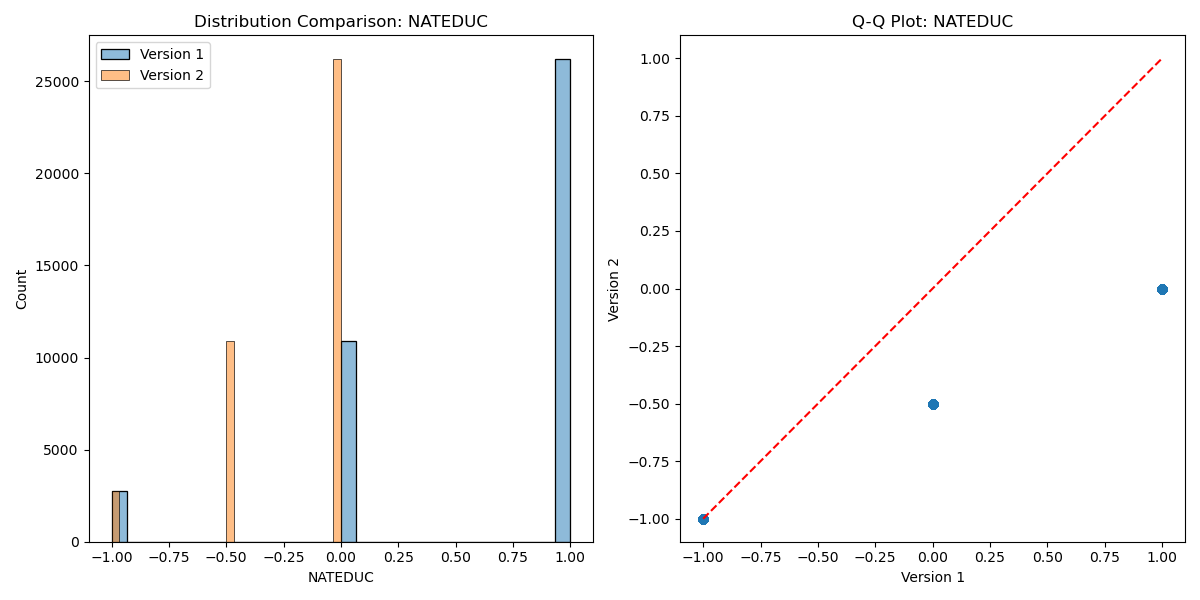 Distribution Comparison: NATEDUC
Version 1
Version 2
Count
25000
20000
15000
10000
5000
0
−1.00 −0.75 −0.50 −0.25 0.00 0.25 0.50 0.75 1.00
NATEDUC
Q-Q Plot: NATEDUC
Version 2
1.00
0.75
0.50
0.25
0.00
−0.25
−0.50
−0.75
−1.00
−1.00 −0.75 −0.50 −0.25 0.00 0.25 0.50 0.75 1.00
Version 1